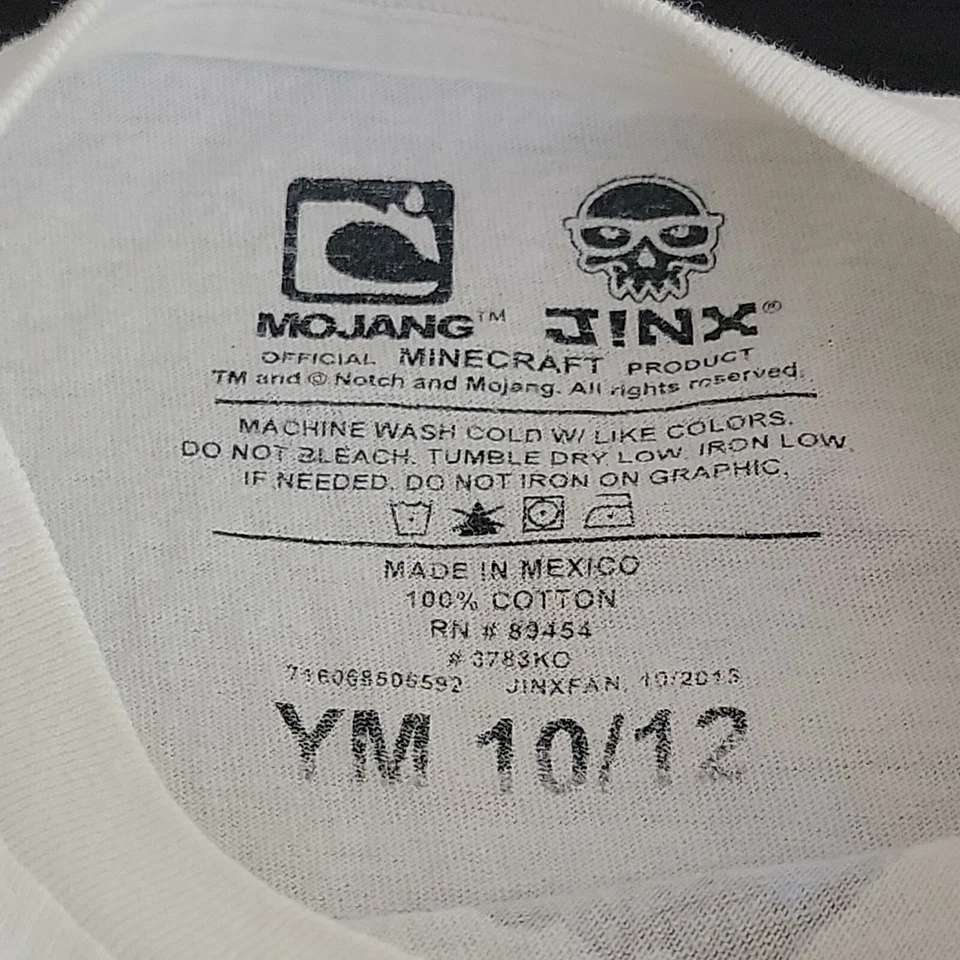 MOJANG™ J!NX®
OFFICIAL MINECRAFT PRODUCT
TM and © Notch and Mojang. All rights reserved.
MACHINE WASH COLD W/ LIKE COLORS.
DO NOT BLEACH. TUMBLE DRY LOW. IRON LOW
IF NEEDED. DO NOT IRON ON GRAPHIC.
MADE IN MEXICO
100% COTTON
RN #
JINXFAN,
YM 10/12